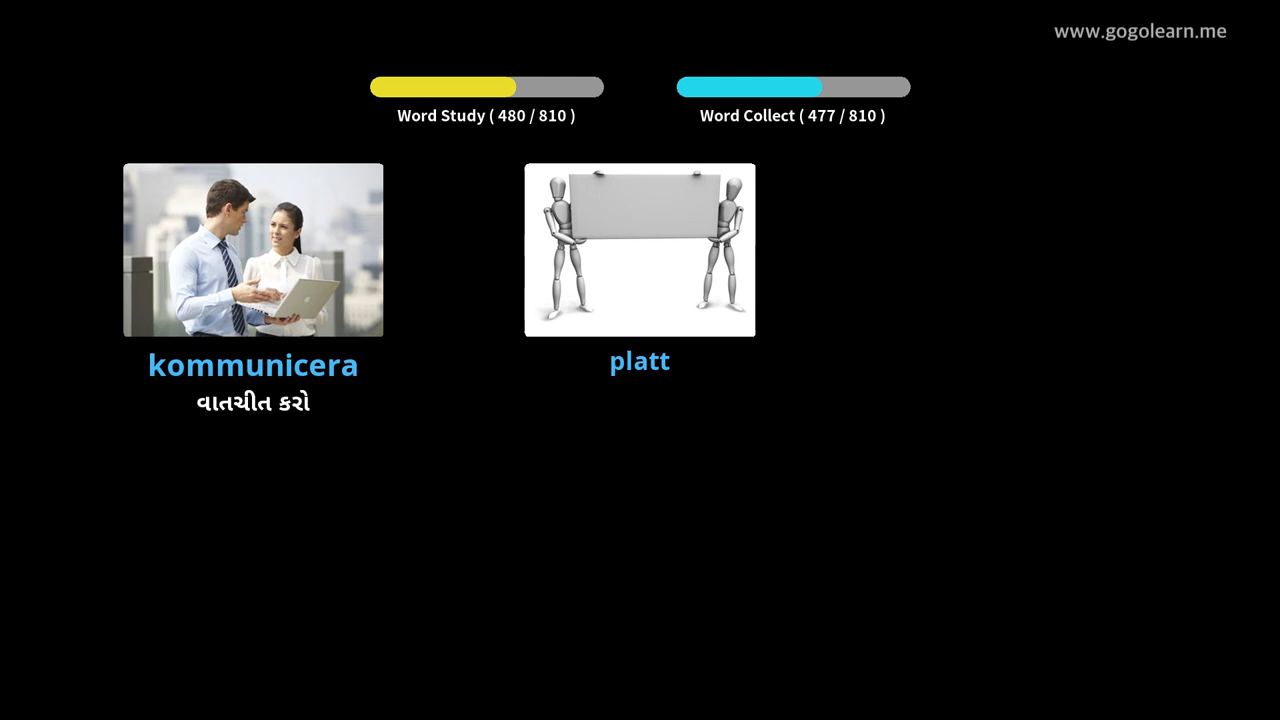 www.gogolearn.me
Word Study ( 480 / 810 )
Word Collect ( 477 / 810 )
kommunicera
વાતચીત કરો
platt